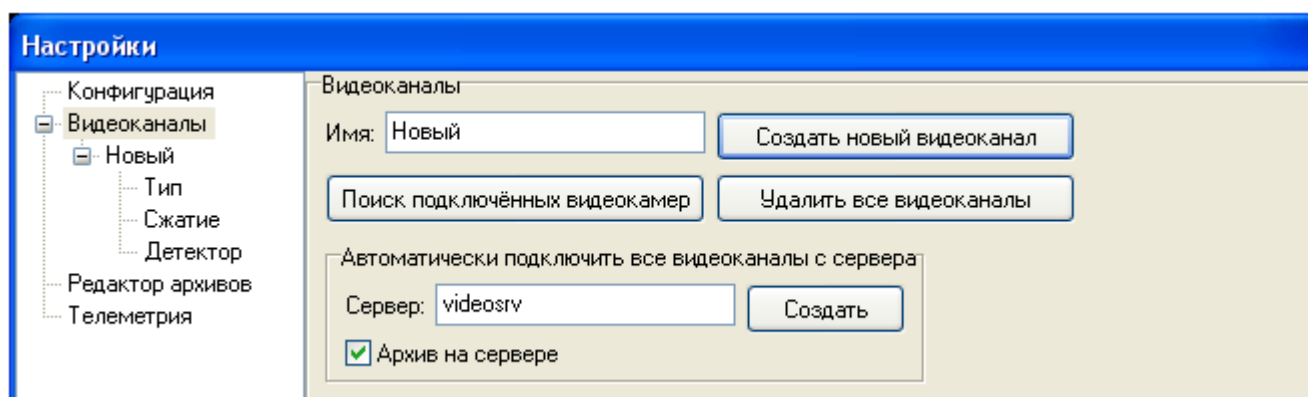 Настройки
Конфигурация
Видеоканалы
Новый
Тип
Сжатие
Детектор
Редактор архивов
Телеметрия
Видеоканалы
Имя: Новый
Создать новый видеоканал
Поиск подключённых видеокамер
Удалить все видеоканалы
Автоматически подключить все видеоканалы с сервера
Сервер: videosrv
Создать
Архив на сервере